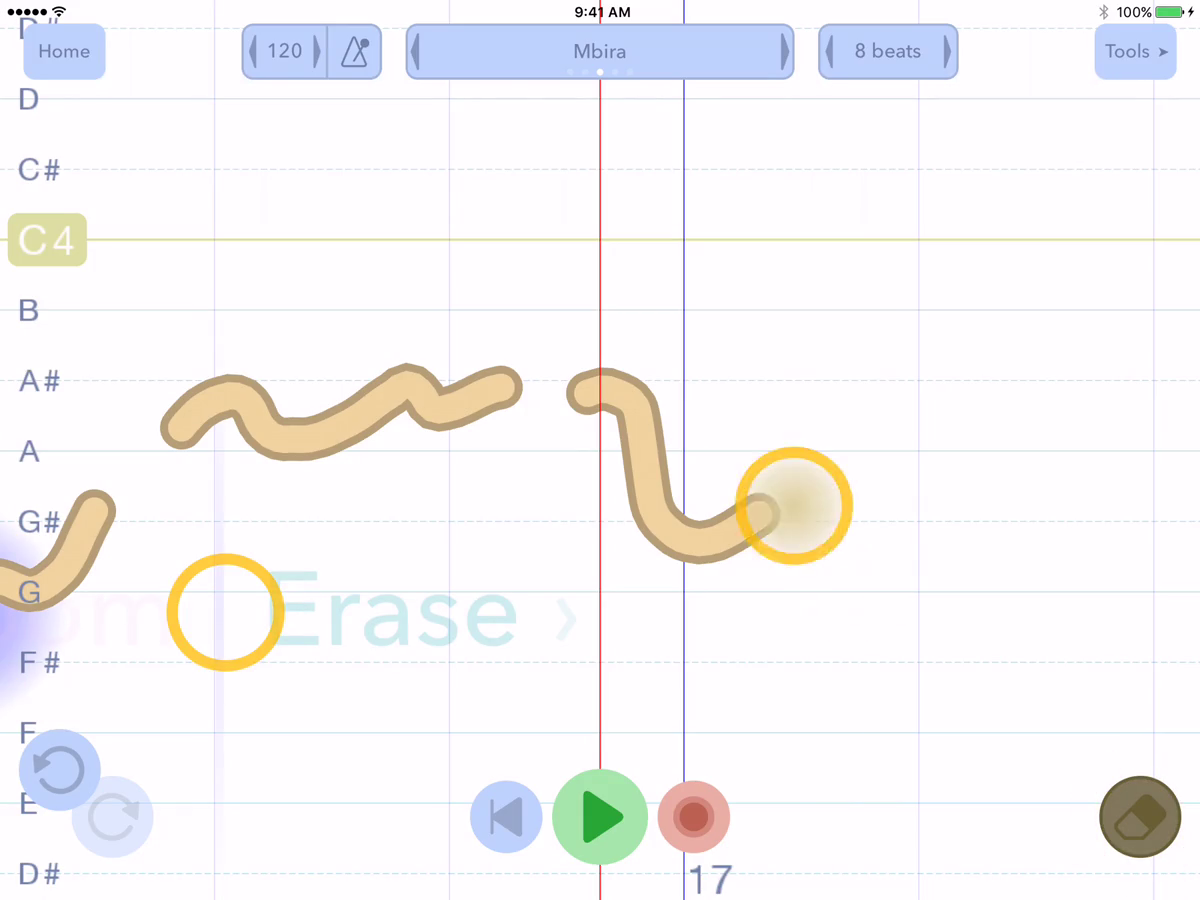 9:41 AM
100%
D#
Home
120
Mbira
8 beats
Tools
D
C#
C4
B
A#
A
G#
G
Erase
F#
F
E
D#
17